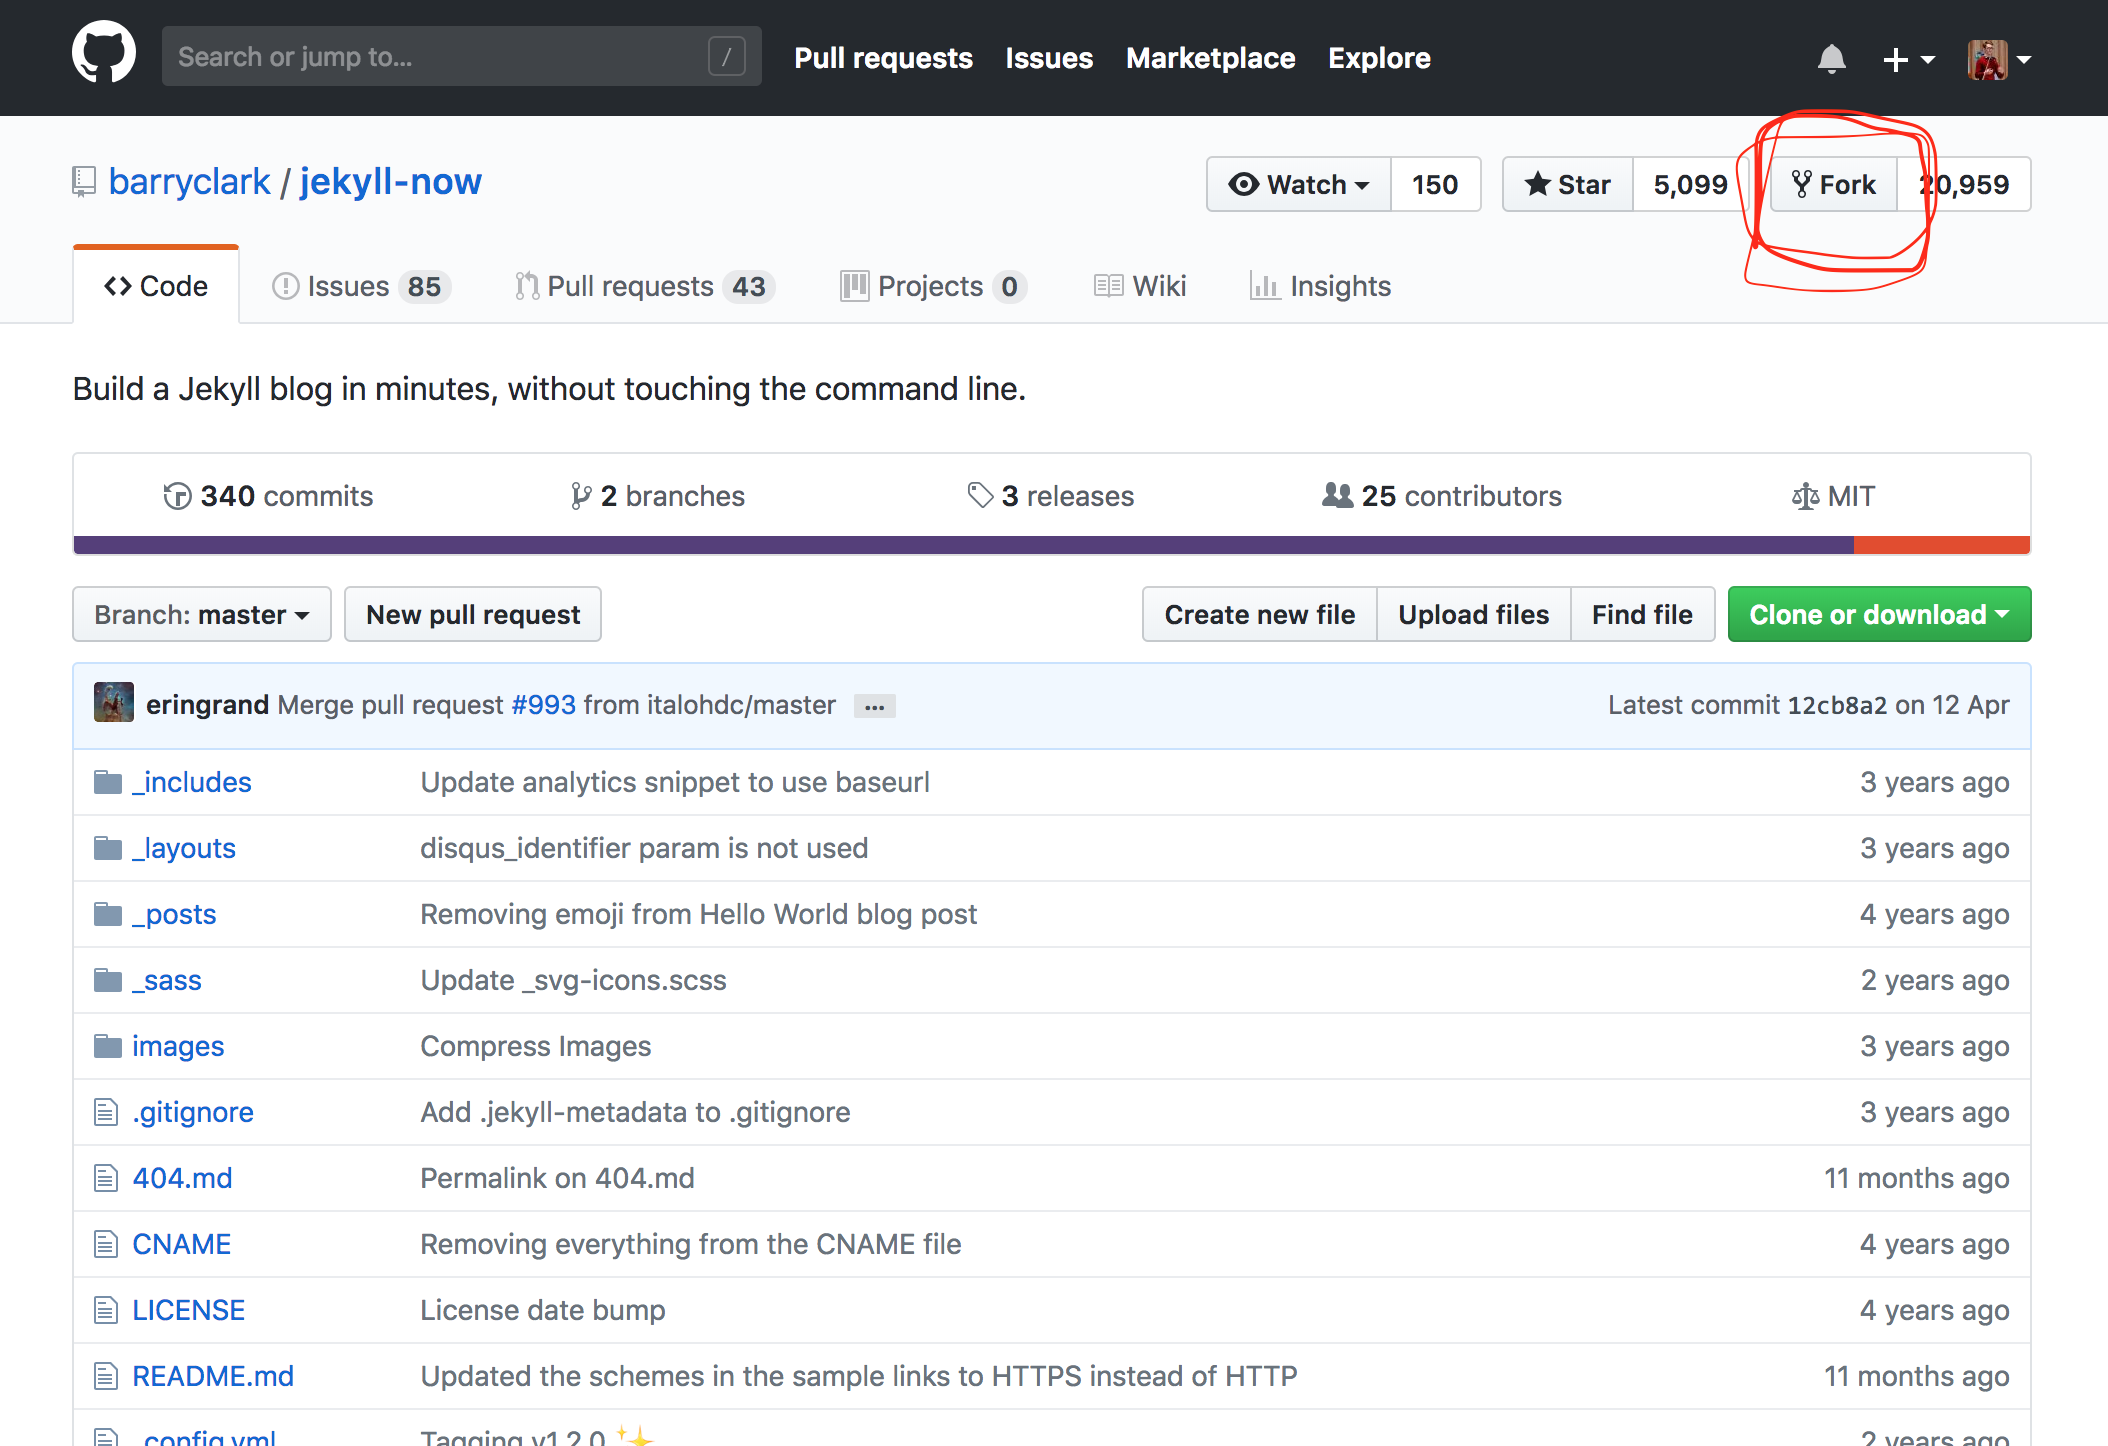 Search or jump to... /
Pull requests Issues Marketplace Explore
barryclark / jekyll-now
Watch 150 Star 5,099 Fork 20,959
Code Issues 85 Pull requests 43 Projects 0 Wiki Insights
Build a Jekyll blog in minutes, without touching the command line.
340 commits 2 branches 3 releases 25 contributors MIT
Branch: master New pull request Create new file Upload files Find file Clone or download
eringrand Merge pull request #993 from italohdc/master ... Latest commit 12cb8a2 on 12 Apr
_includes Update analytics snippet to use baseurl 3 years ago
_layouts disqus_identifier param is not used 3 years ago
_posts Removing emoji from Hello World blog post 4 years ago
_sass Update _svg-icons.scss 2 years ago
images Compress Images 3 years ago
.gitignore Add .jekyll-metadata to .gitignore 3 years ago
404.md Permalink on 404.md 11 months ago
CNAME Removing everything from the CNAME file 4 years ago
LICENSE License date bump 4 years ago
README.md Updated the schemes in the sample links to HTTPS instead of HTTP 11 months ago
_config.yml Tagging v1.2.0 ✨ 2 years ago